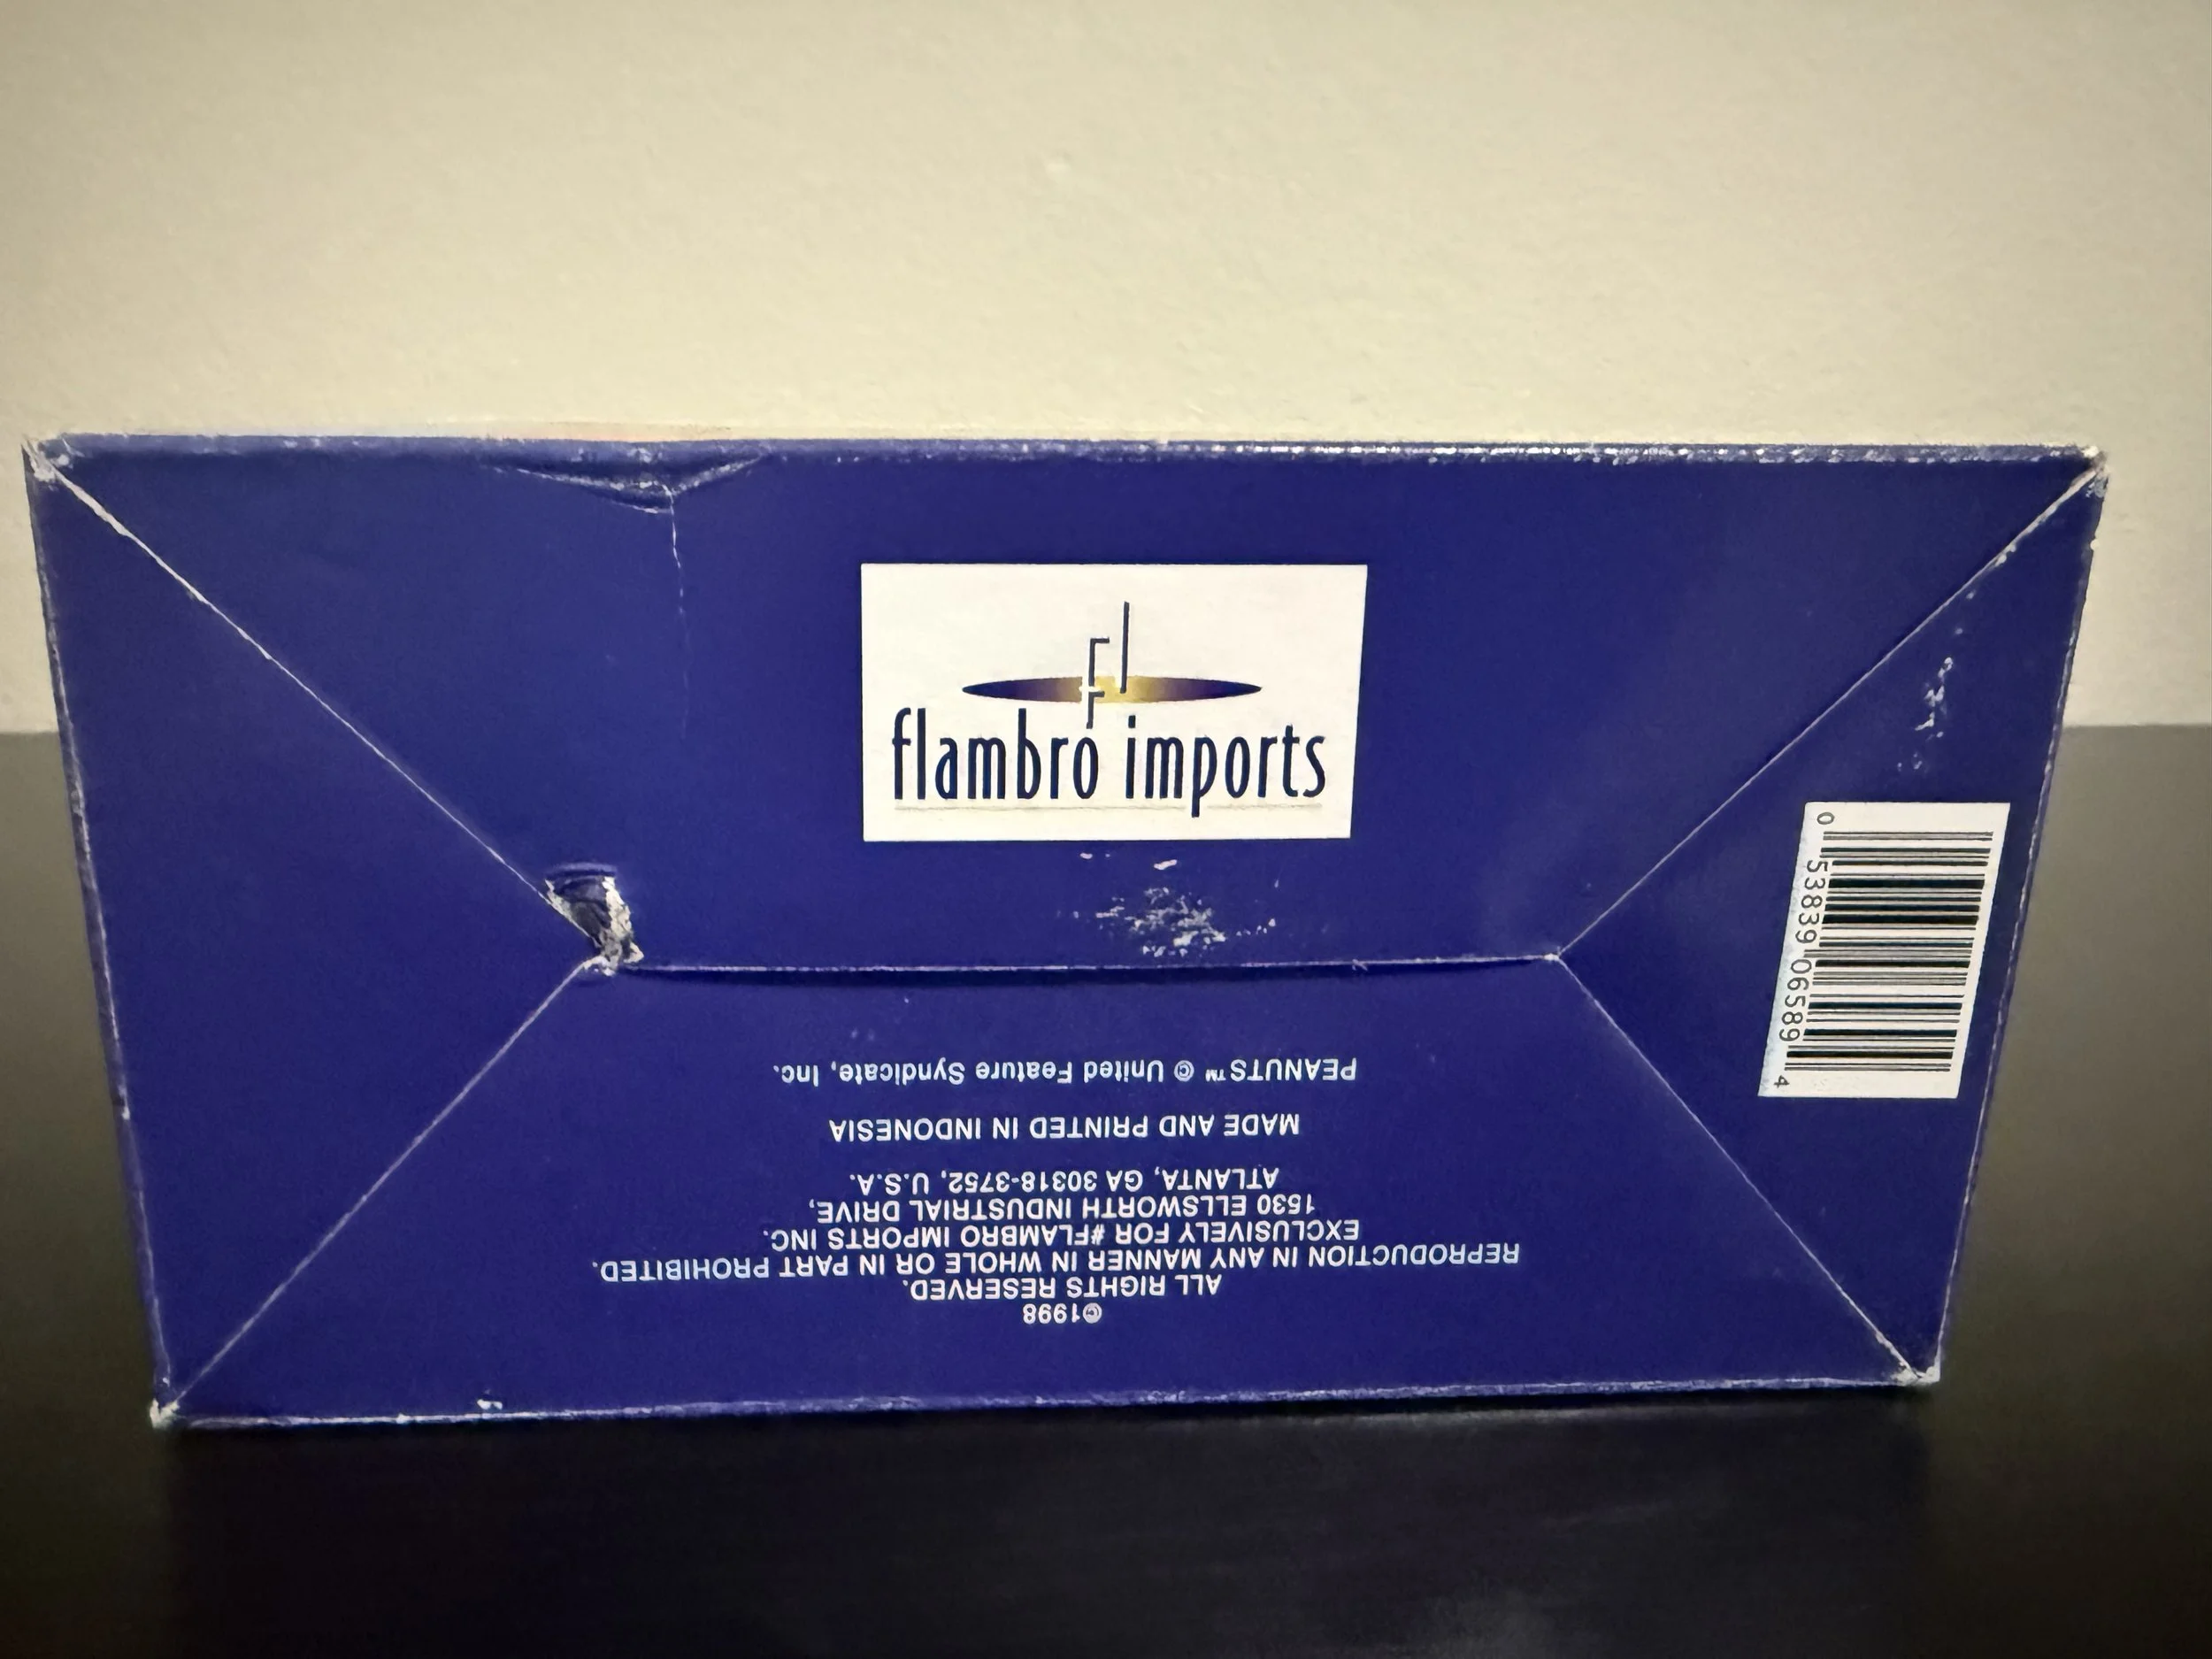 fl
flambro imports
0 53839 06589 4
©1998
ALL RIGHTS RESERVED.
REPRODUCTION IN ANY MANNER IN WHOLE OR IN PART PROHIBITED.
EXCLUSIVELY FOR #FLAMBRO IMPORTS INC.
1530 ELLSWORTH INDUSTRIAL DRIVE,
ATLANTA, GA 30318-3752, U.S.A.
MADE AND PRINTED IN INDONESIA
PEANUTS™ © United Feature Syndicate, Inc.